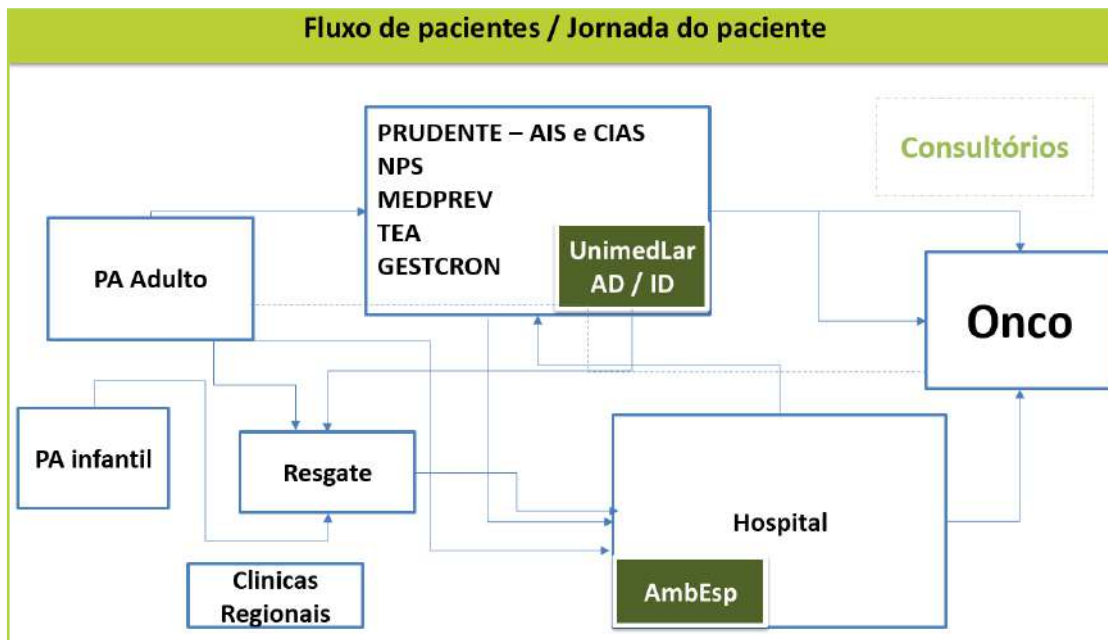 Fluxo de pacientes / Jornada do paciente
PRUDENTE – AIS e CIAS
NPS
MEDPREV
TEA
GESTCRON
UnimedLar
AD / ID
Consultórios
PA Adulto
Onco
PA infantil
Resgate
Hospital
AmbEsp
Clinicas
Regionais